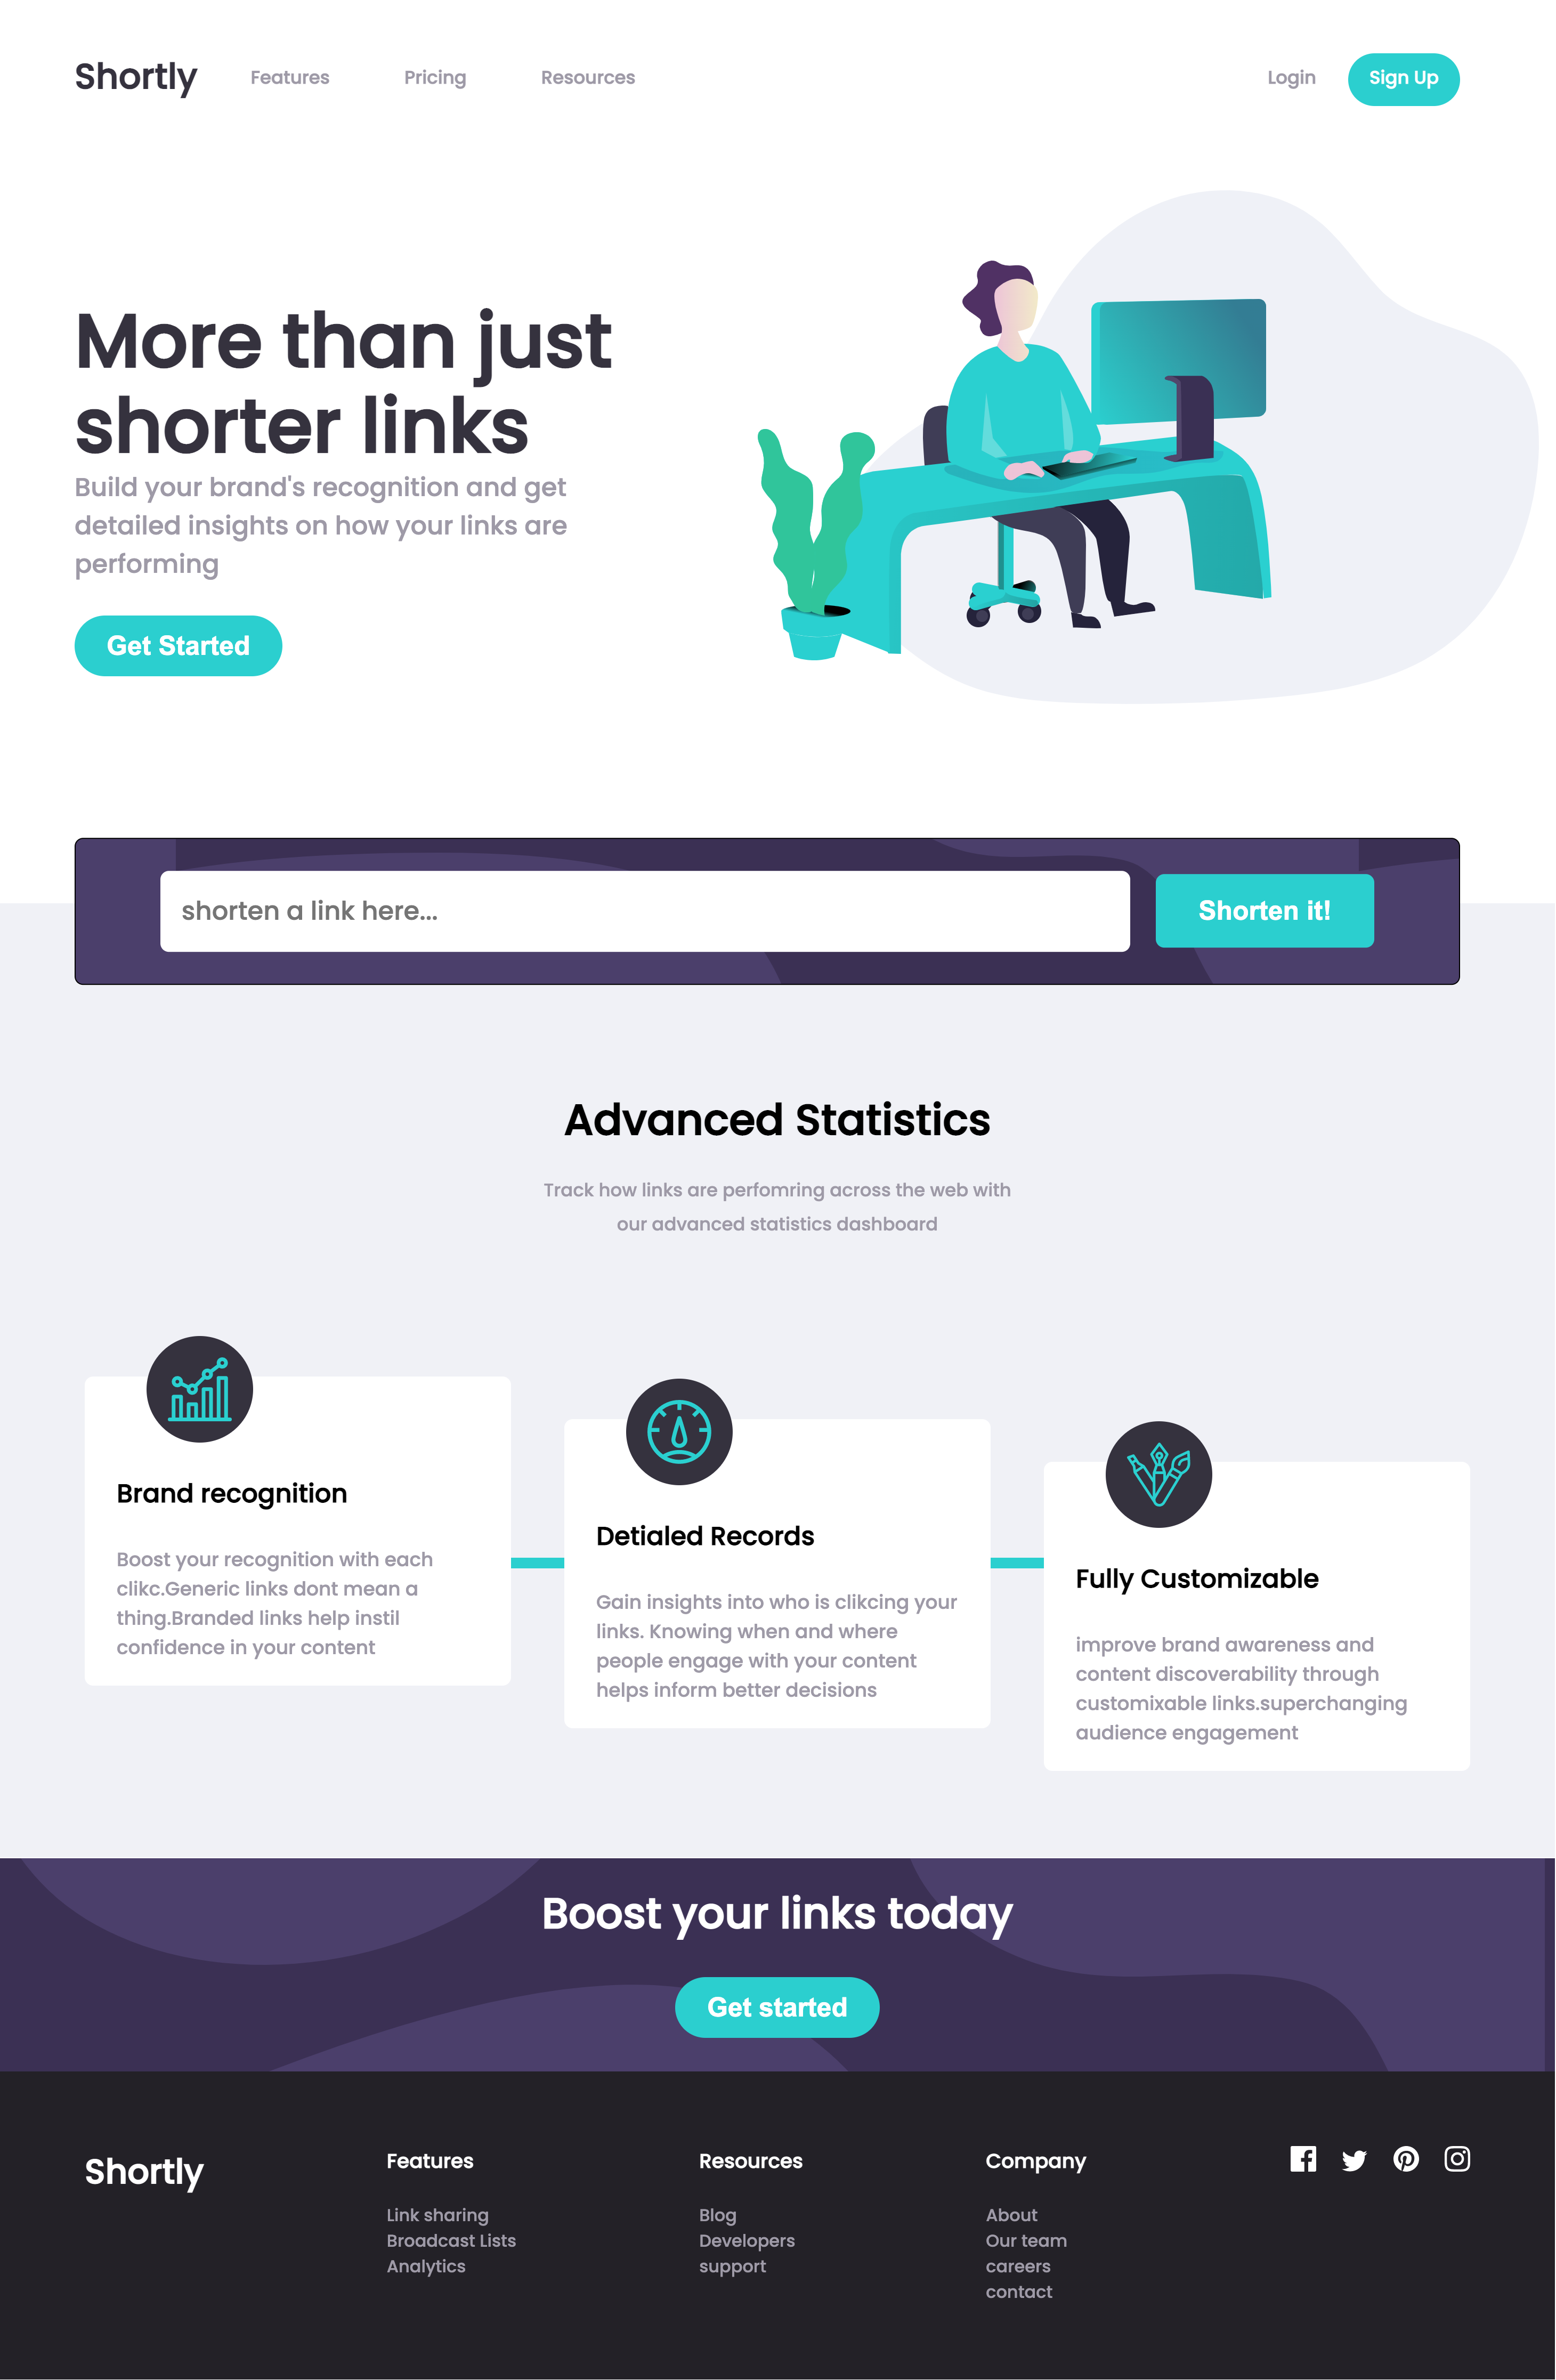 Shortly
Features
Pricing
Resources
Login
Sign Up
More than just
shorter links
Build your brand's recognition and get
detailed insights on how your links are
performing
Get Started
shorten a link here...
Shorten it!
Advanced Statistics
Track how links are perfomring across the web with
our advanced statistics dashboard
Brand recognition
Boost your recognition with each
clikc.Generic links dont mean a
thing.Branded links help instil
confidence in your content
Detialed Records
Gain insights into who is clikcing your
links. Knowing when and where
people engage with your content
helps inform better decisions
Fully Customizable
improve brand awareness and
content discoverability through
customixable links.superchanging
audience engagement
Boost your links today
Get started
Shortly
Features
Link sharing
Broadcast Lists
Analytics
Resources
Blog
Developers
support
Company
About
Our team
careers
contact